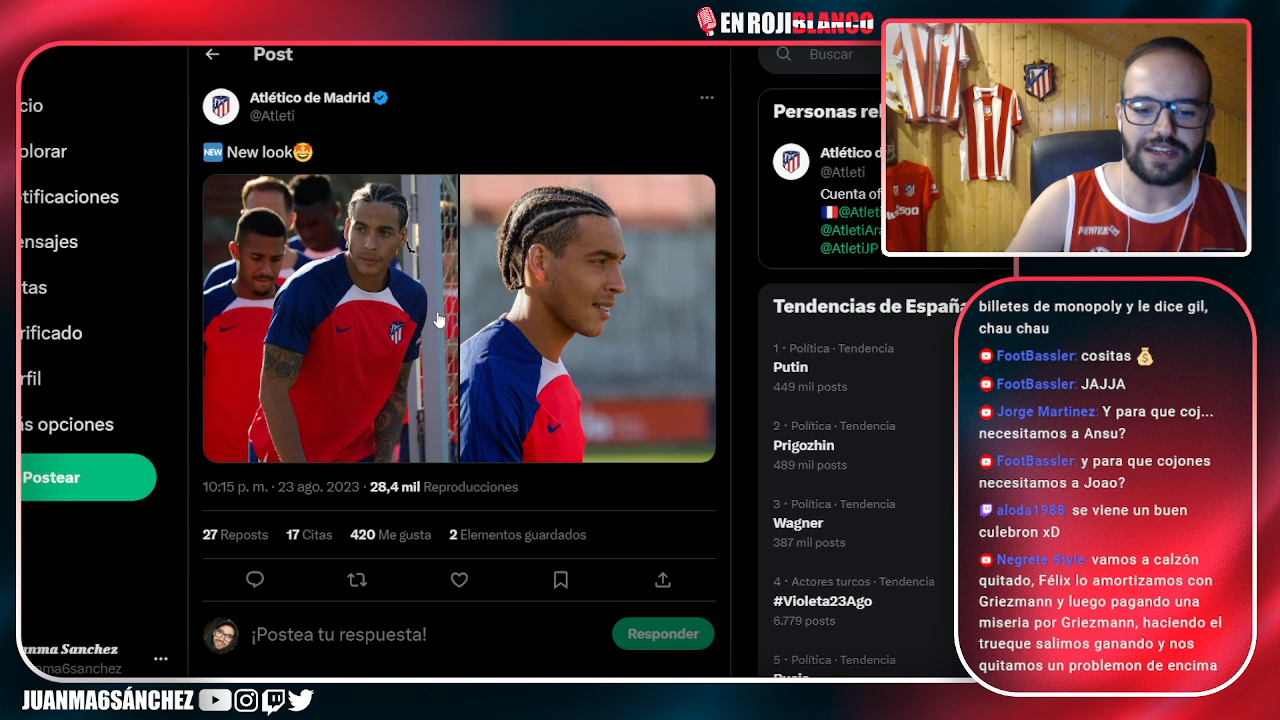 EN ROJIBLANCO
Post
Buscar
Atlético de Madrid
@Atleti
NEW New look🤩
10:15 p. m. · 23 ago. 2023 · 28,4 mil Reproducciones
27 Reposts 17 Citas 420 Me gusta 2 Elementos guardados
¡Postea tu respuesta!
Responder
cio
plorar
tificaciones
ensajes
tas
rificado
rfil
ás opciones
Postear
anma Sanchez
nma6sanchez
Personas rel
Atlético d
@Atleti
Cuenta of
🇫🇷@Atlet
@AtletiAra
@AtletiJP
Tendencias de España
1 · Política · Tendencia
Putin
449 mil posts
2 · Política · Tendencia
Prigozhin
489 mil posts
3 · Política · Tendencia
Wagner
387 mil posts
4 · Actores turcos · Tendencia
#Violeta23Ago
6.779 posts
5 · Política · Tendencia
Rusia
billetes de monopoly y le dice gil,
chau chau
FootBassler: cositas 💰
FootBassler: JAJJA
Jorge Martinez: Y para que coj...
necesitamos a Ansu?
FootBassler: y para que cojones
necesitamos a Joao?
aloda1988: se viene un buen
culebron xD
Negrete Style: vamos a calzón
quitado, Félix lo amortizamos con
Griezmann y luego pagando una
miseria por Griezmann, haciendo el
trueque salimos ganando y nos
quitamos un problemon de encima
JUANMA6SÁNCHEZ